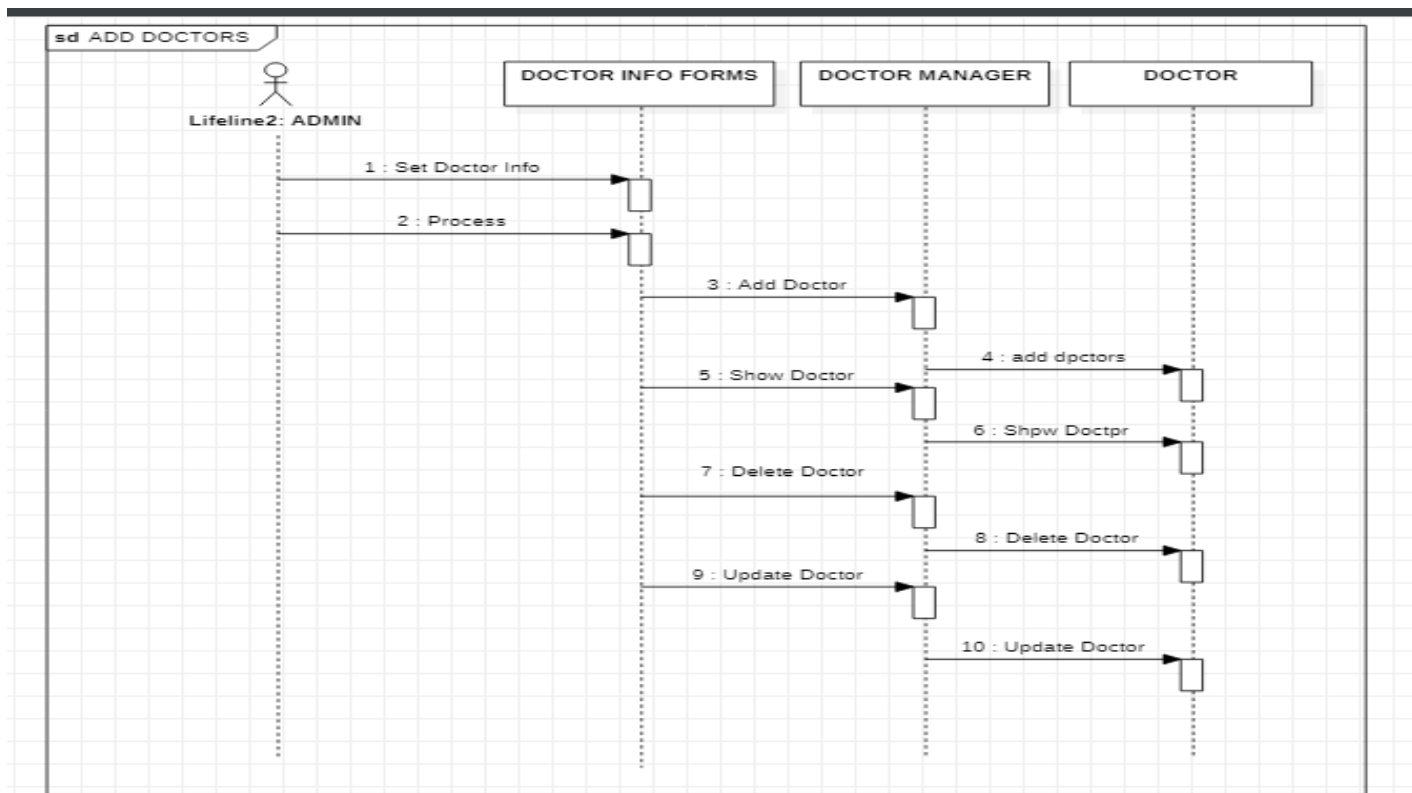 sd ADD DOCTORS
DOCTOR INFO FORMS
DOCTOR MANAGER
DOCTOR
Lifeline2: ADMIN
1 : Set Doctor Info
2 : Process
3 : Add Doctor
4 : add dpctors
5 : Show Doctor
6 : Shpw Doctpr
7 : Delete Doctor
8 : Delete Doctor
9 : Update Doctor
10 : Update Doctor